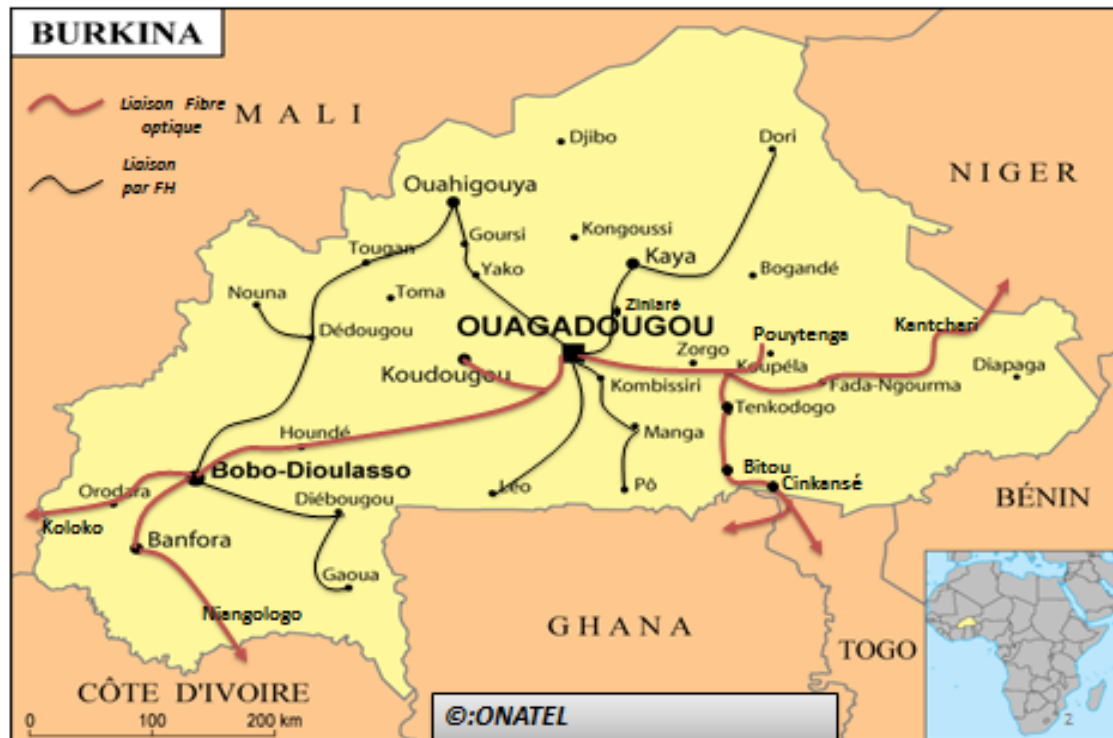 BURKINA
Liaison Fibre
optique
Liaison
par FH
MALI
NIGER
Djibo
Dori
Ouahigouya
Goursi
Kongoussi
Tougan
Kaya
Yako
Bogandé
Nouna
Toma
Ziniaré
OUAGADOUGOU
Kantchari
Dédougou
Pouytenga
Zorgo
Koupéla
Koudougou
Diapaga
Kombissiri
Fada-Ngourma
Tenkodogo
Houndé
Manga
Bobo-Dioulasso
Bitou
Orodara
Diébougou
Léo
Pô
Cinkansé
BÉNIN
Koloko
Banfora
Gaoua
Niangologo
GHANA
TOGO
CÔTE D'IVOIRE
0 100 200 km
©:ONATEL
2